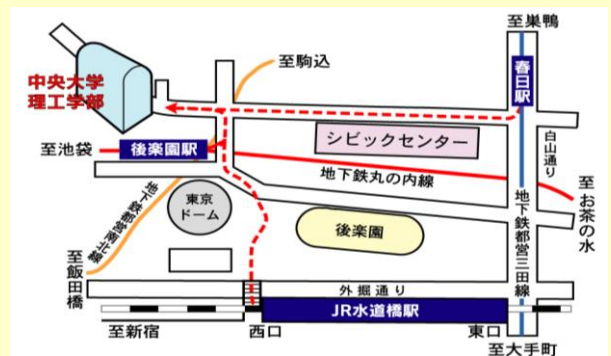 至巣鴨
至駒込
春日駅
中央大学
理工学部
シビックセンター
白山通り
至池袋
後楽園駅
地下鉄丸の内線
至お茶の水
東京
ドーム
地下鉄都営南北線
後楽園
地下鉄都営三田線
至飯田橋
外掘通り
JR水道橋駅
至新宿
西口
東口
至大手町